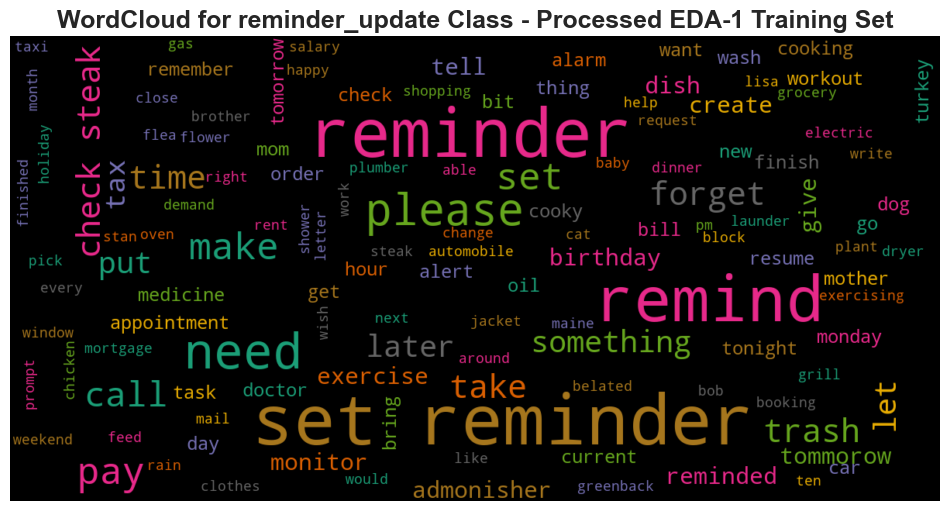 WordCloud for reminder_update Class - Processed EDA-1 Training Set
taxi
gas
salary
want
wash
cooking
remember
happy
tell
alarm
month
close
check steak
tomorrow
check
shopping
bit
thing
dish
help
create
lisa
workout
grocery
turkey
brother
reminder
request
electric
holiday
flea
flower
mom
plumber
able
baby
dinner
new
finish
write
finished
tax
time
right
order
set
forget
give
dog
demand
work
please
cooky
stan
oven
rent
shower
letter
change
cat
bill
pm
block
launder
go
plant
dryer
make
steak
automobile
pick
put
hour
alert
birthday
resume
mother
every
medicine
get
oil
remind
exercising
window
appointment
wish
next
jacket
maine
something
tonight
monday
mortgage
need
later
around
prompt
chicken
call
task
doctor
exercise
take
belated
bob
grill
let
mail
set reminder
bring
booking
trash
weekend
feed
day
tommorow
pay
rain
monitor
like
current
reminded
car
clothes
would
admonisher
greenback
ten